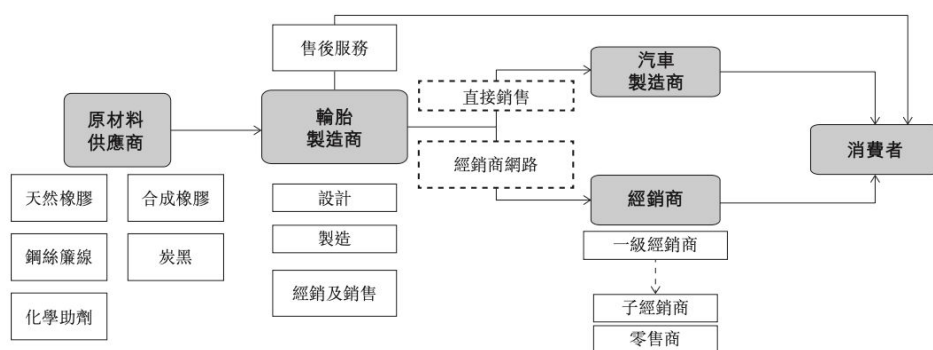 售後服務
汽車
製造商
直接銷售
原材料
供應商
輪胎
製造商
消費者
經銷商網路
天然橡膠
合成橡膠
設計
經銷商
製造
一級經銷商
鋼絲簾線
炭黑
經銷及銷售
子經銷商
化學助劑
零售商